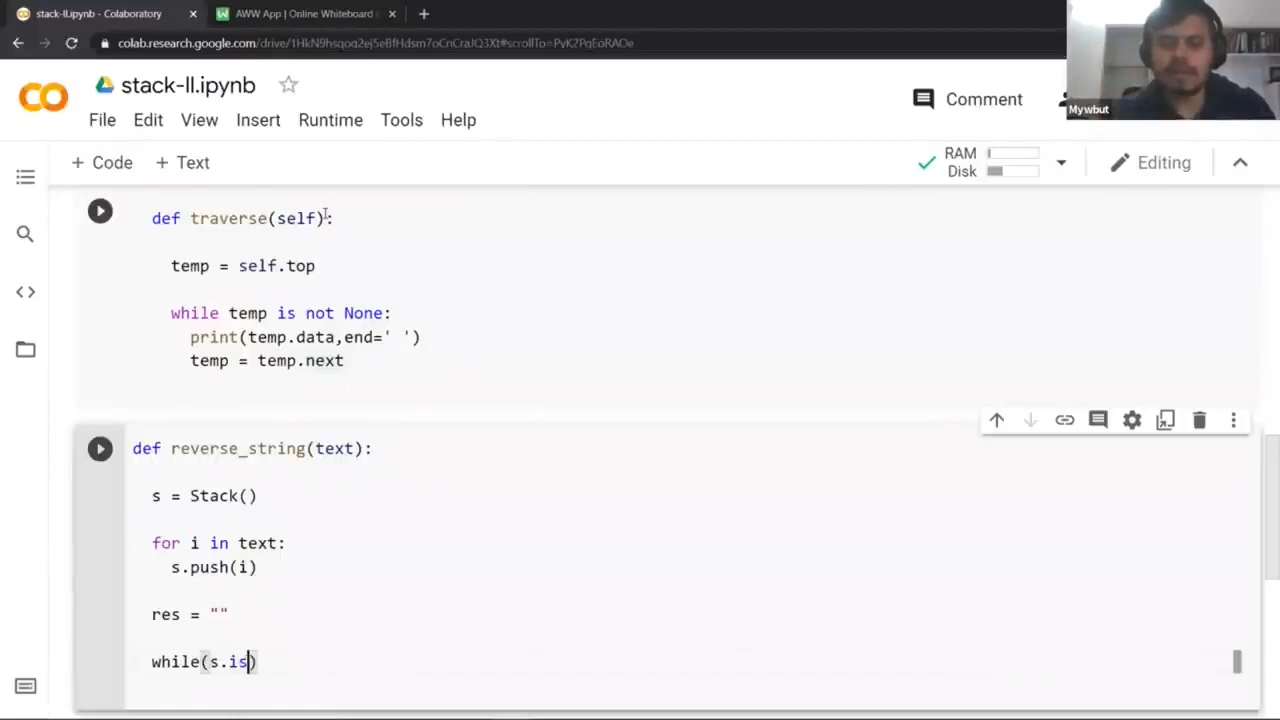 stack-ll.ipynb - Colaboratory
AWW App | Online Whiteboard
colab.research.google.com/drive/
stack-ll.ipynb
Comment
Mywbut
File Edit View Insert Runtime Tools Help
+ Code + Text
RAM
Disk
Editing
def traverse(self):
temp = self.top
while temp is not None:
print(temp.data,end=' ')
temp = temp.next
def reverse_string(text):
s = Stack()
for i in text:
s.push(i)
res = ""
while(s.is)